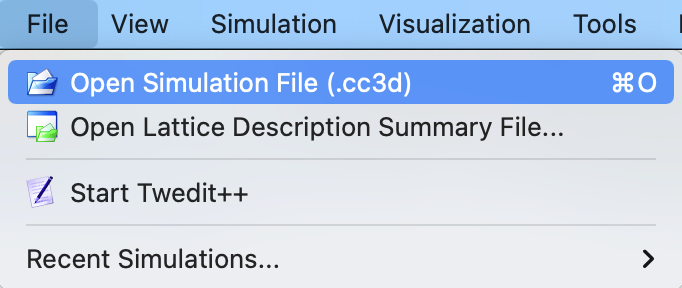 File View Simulation Visualization Tools
Open Simulation File (.cc3d) ⌘O
Open Lattice Description Summary File...
Start Twedit++
Recent Simulations...